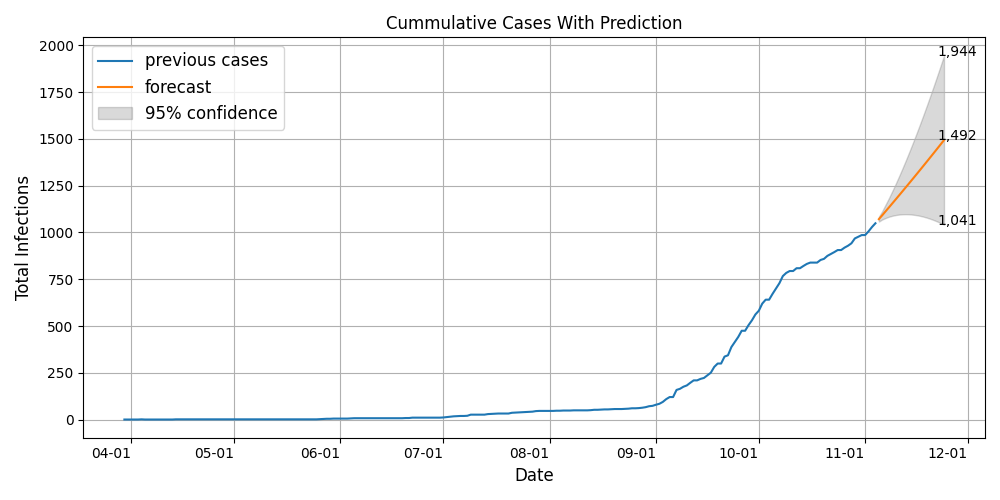 Cummulative Cases With Prediction
2000
1750
1500
1250
1000
750
500
250
0
Total Infections
previous cases
forecast
95% confidence
1,944
1,492
1,041
04-01 05-01 06-01 07-01 08-01 09-01 10-01 11-01 12-01
Date